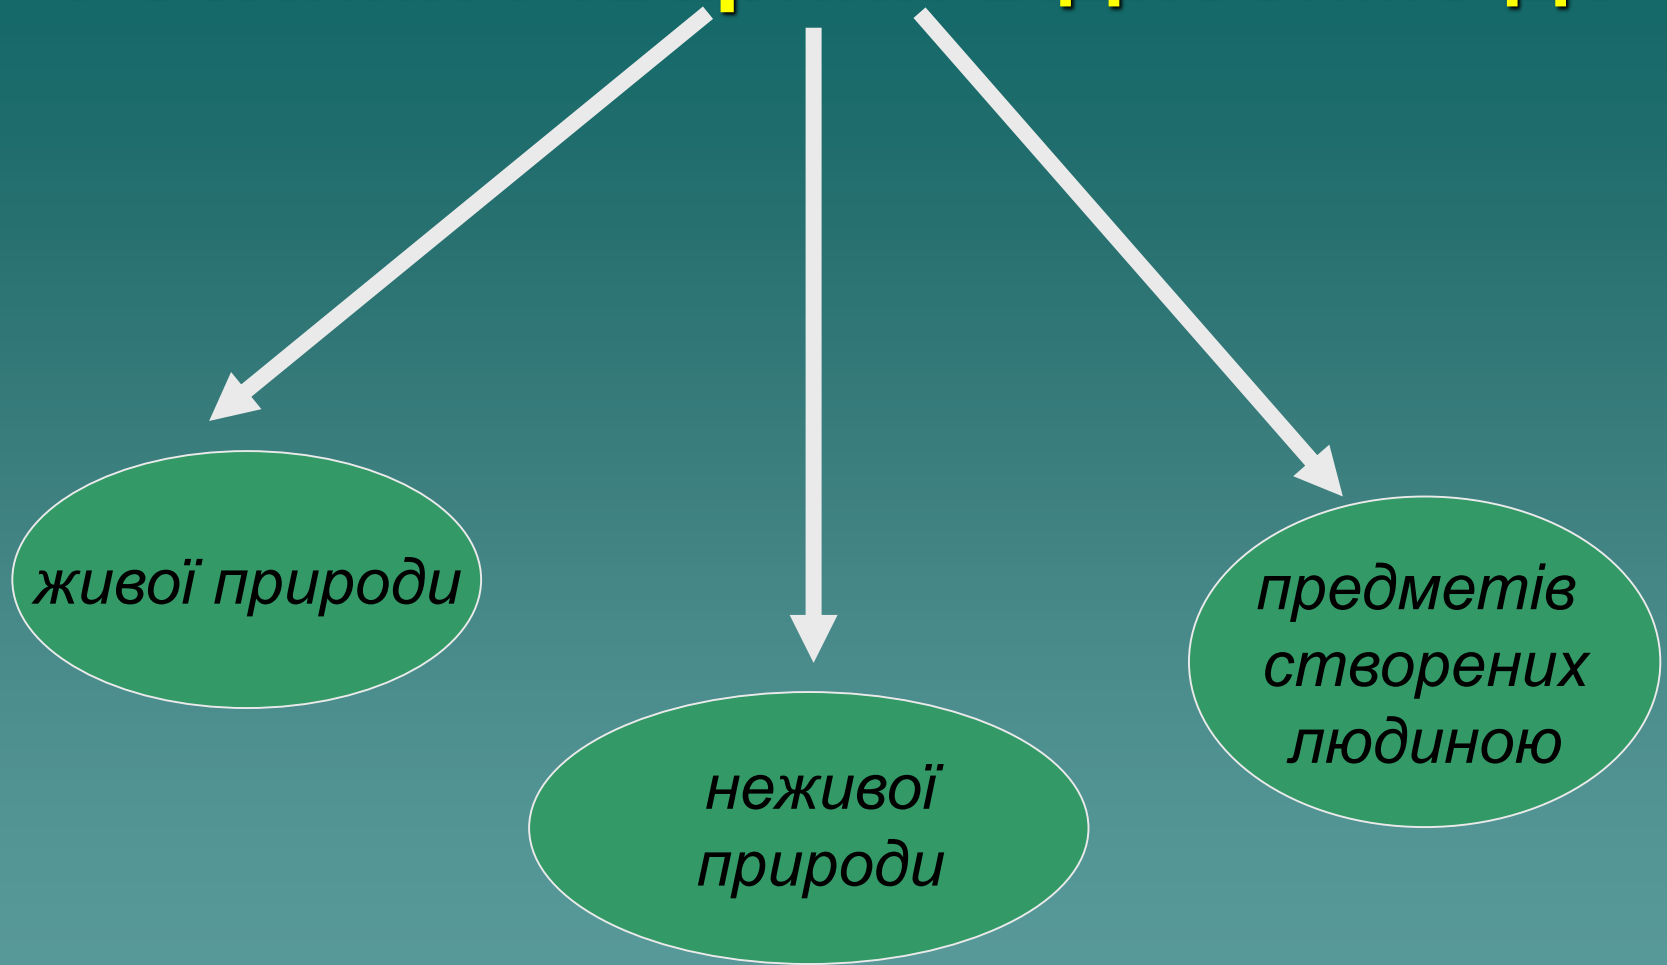 живої природи
неживої
природи
предметів
створених
людиною